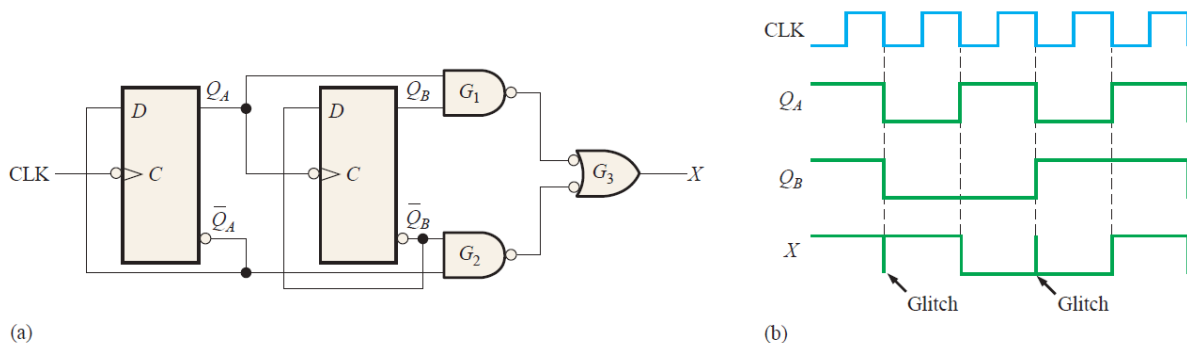 CLK
D
C
Q_A
Q̅_A
D
C
Q_B
Q̅_B
G₁
G₂
G₃
X
(a)
CLK
Q_A
Q_B
X
Glitch
Glitch
(b)